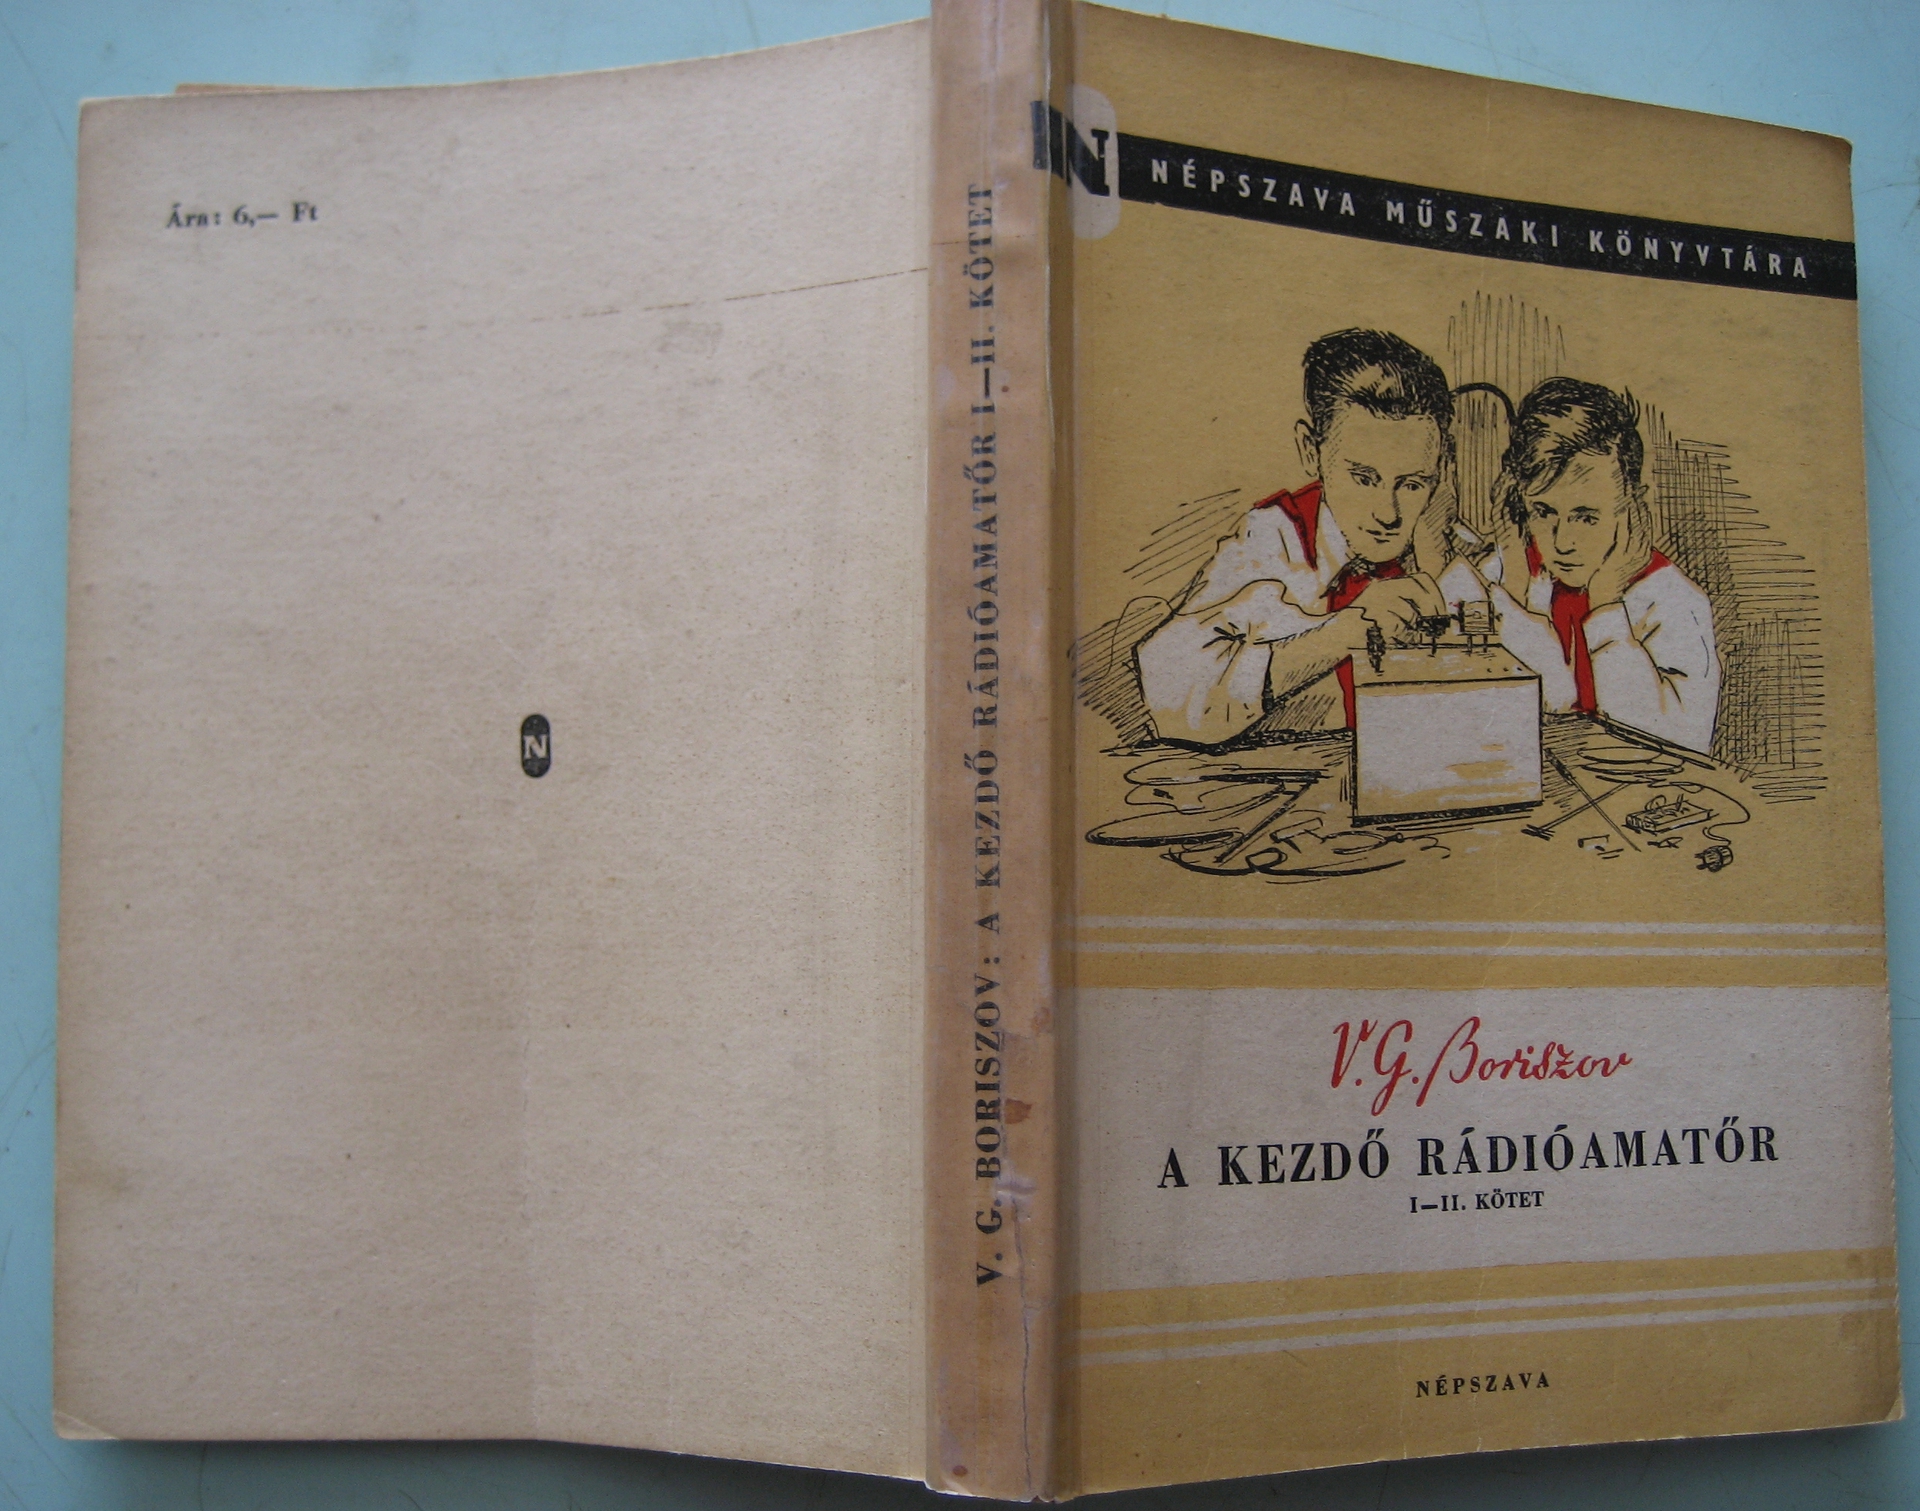 Ára: 6,— Ft
N
V. G. BORISZOV: A KEZDŐ RÁDIÓAMATŐR I—II. KÖTET
N
NÉPSZAVA MŰSZAKI KÖNYVTÁRA
V. G. Boriszov
A KEZDŐ RÁDIÓAMATŐR
I—II. KÖTET
NÉPSZAVA